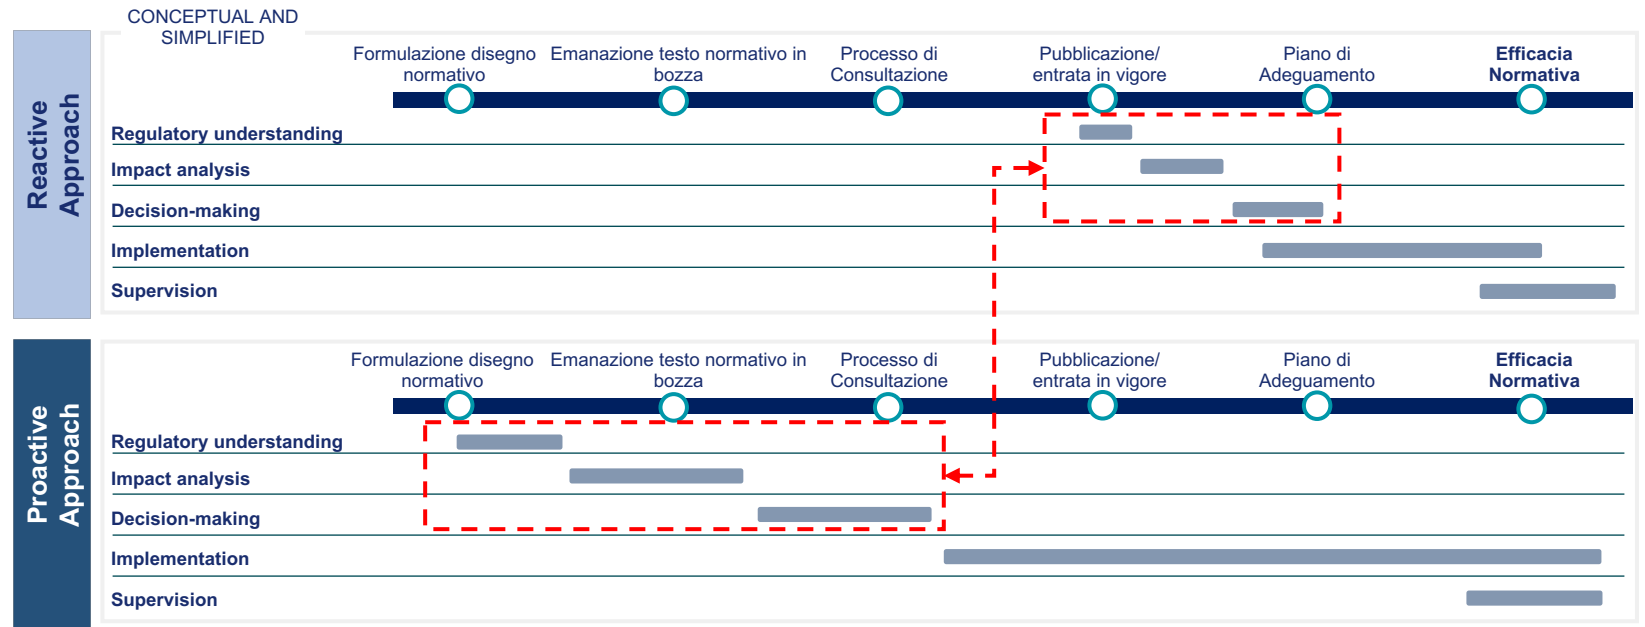 CONCEPTUAL AND
SIMPLIFIED
Reactive
Approach
Formulazione disegno
normativo
Emanazione testo normativo in
bozza
Processo di
Consultazione
Pubblicazione/
entrata in vigore
Piano di
Adeguamento
Efficacia
Normativa
Regulatory understanding
Impact analysis
Decision-making
Implementation
Supervision
Proactive
Approach
Formulazione disegno
normativo
Emanazione testo normativo in
bozza
Processo di
Consultazione
Pubblicazione/
entrata in vigore
Piano di
Adeguamento
Efficacia
Normativa
Regulatory understanding
Impact analysis
Decision-making
Implementation
Supervision